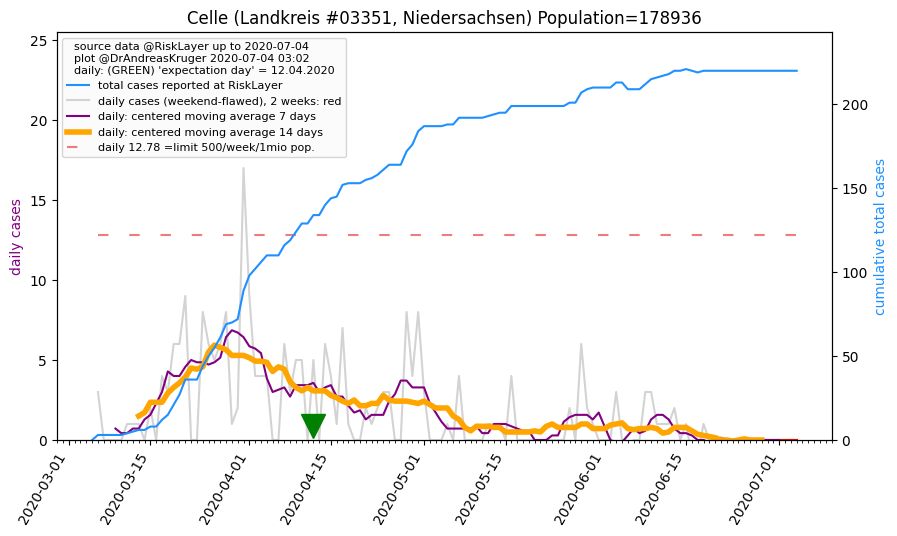 Celle (Landkreis #03351, Niedersachsen) Population=178936
source data @RiskLayer up to 2020-07-04
plot @DrAndreasKruger 2020-07-04 03:02
daily: (GREEN) 'expectation day' = 12.04.2020
total cases reported at RiskLayer
daily cases (weekend-flawed), 2 weeks: red
daily: centered moving average 7 days
daily: centered moving average 14 days
daily 12.78 =limit 500/week/1mio pop.
daily cases
25
20
15
10
5
0
cumulative total cases
200
150
100
50
0
2020-03-01
2020-03-15
2020-04-01
2020-04-15
2020-05-01
2020-05-15
2020-06-01
2020-06-15
2020-07-01